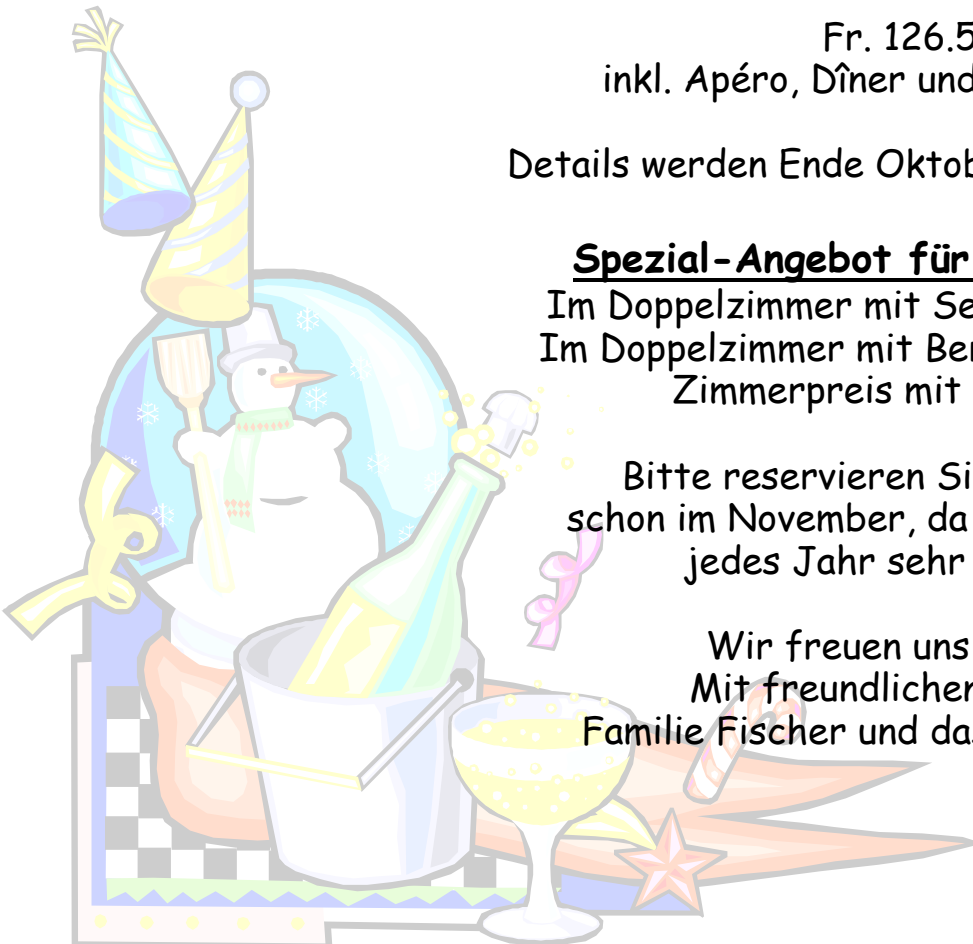 Fr. 126.5
inkl. Apéro, Dîner und
Details werden Ende Oktob
Spezial-Angebot für
Im Doppelzimmer mit Se
Im Doppelzimmer mit Ber
Zimmerpreis mit
Bitte reservieren Si
schon im November, da
jedes Jahr sehr
Wir freuen uns
Mit freundlichen
Familie Fischer und das